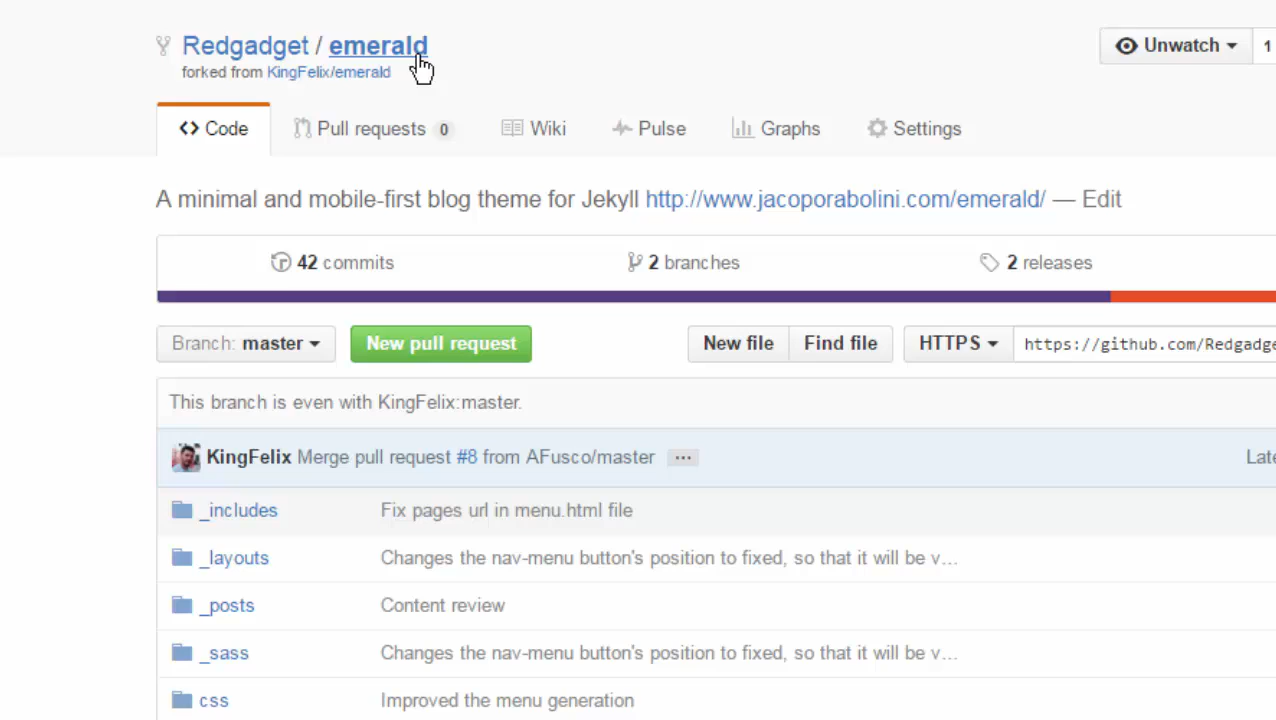 Redgadget / emerald
Unwatch 1
forked from KingFelix/emerald
Code Pull requests 0 Wiki Pulse Graphs Settings
A minimal and mobile-first blog theme for Jekyll http://www.jacoporabolini.com/emerald/ — Edit
42 commits 2 branches 2 releases
Branch: master New pull request New file Find file HTTPS https://github.com/Redgadge
This branch is even with KingFelix:master.
KingFelix Merge pull request #8 from AFusco/master ... Late
_includes Fix pages url in menu.html file
_layouts Changes the nav-menu button's position to fixed, so that it will be v…
_posts Content review
_sass Changes the nav-menu button's position to fixed, so that it will be v…
css Improved the menu generation